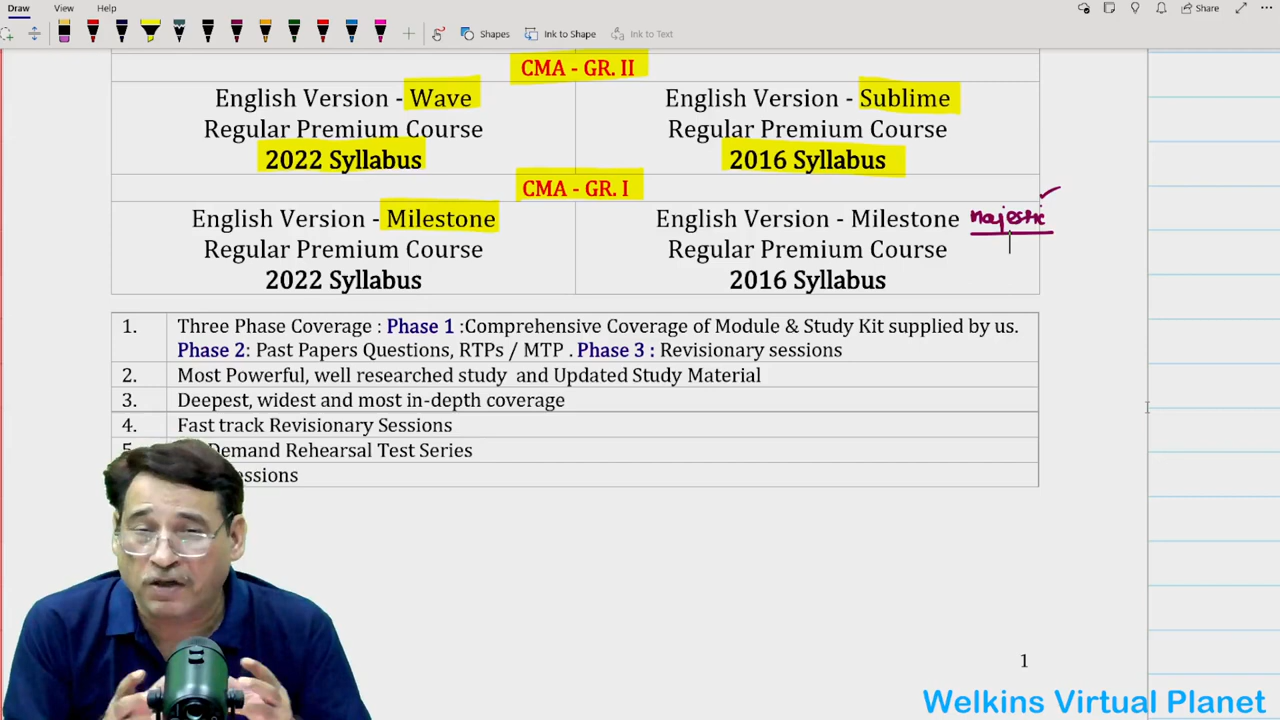 Draw View Help
Share
Shapes Ink to Shape Ink to Text
CMA - GR. II
English Version - Wave
Regular Premium Course
2022 Syllabus
English Version - Sublime
Regular Premium Course
2016 Syllabus
CMA - GR. I
English Version - Milestone
Regular Premium Course
2022 Syllabus
English Version - Milestone Majestic
Regular Premium Course
2016 Syllabus
1. Three Phase Coverage : Phase 1 :Comprehensive Coverage of Module & Study Kit supplied by us.
Phase 2: Past Papers Questions, RTPs / MTP . Phase 3 : Revisionary sessions
2. Most Powerful, well researched study and Updated Study Material
3. Deepest, widest and most in-depth coverage
4. Fast track Revisionary Sessions
5. Demand Rehearsal Test Series
1
Welkins Virtual Planet